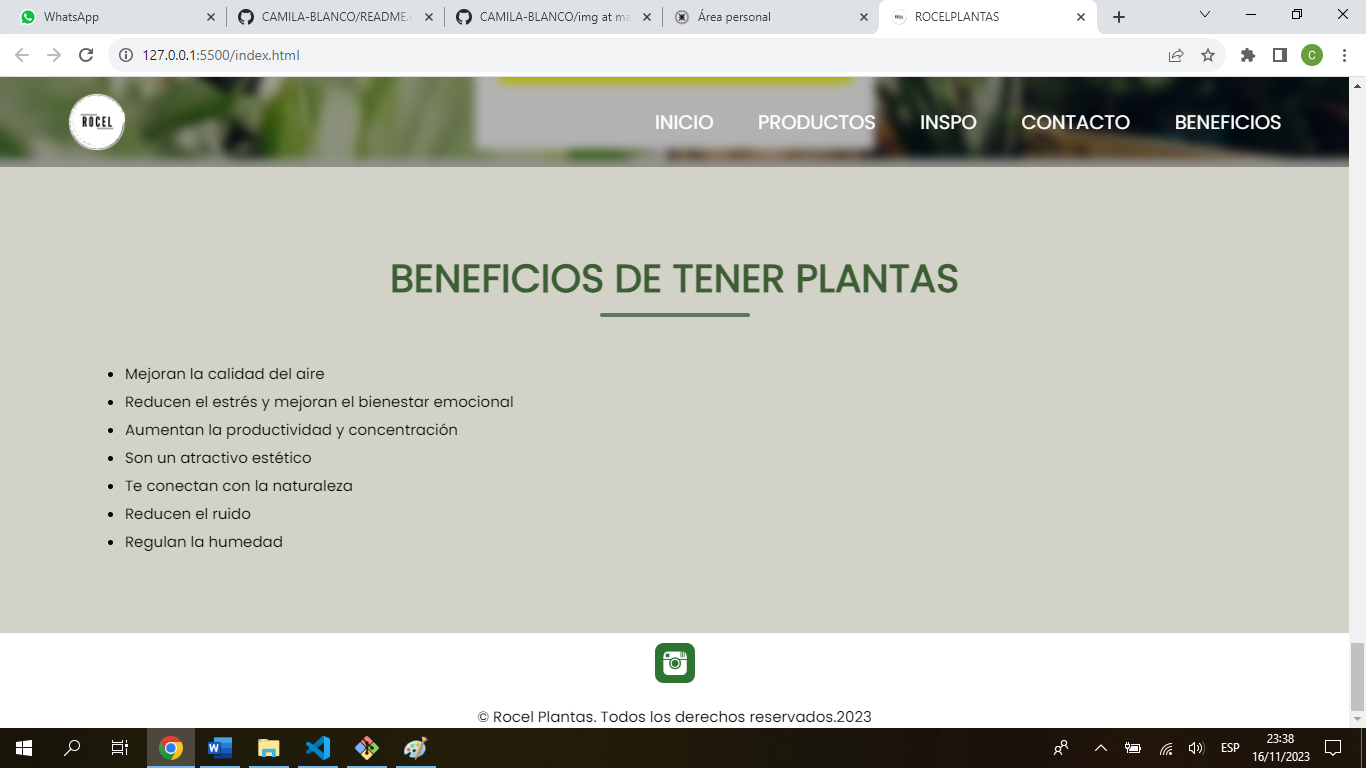 WhatsApp
CAMILA-BLANCO/README.
CAMILA-BLANCO/img at ma
Área personal
ROCELPLANTAS
127.0.0.1:5500/index.html
C
ROCEL
INICIO
PRODUCTOS
INSPO
CONTACTO
BENEFICIOS
BENEFICIOS DE TENER PLANTAS
Mejoran la calidad del aire
Reducen el estrés y mejoran el bienestar emocional
Aumentan la productividad y concentración
Son un atractivo estético
Te conectan con la naturaleza
Reducen el ruido
Regulan la humedad
© Rocel Plantas. Todos los derechos reservados.2023
ESP
23:38
16/11/2023